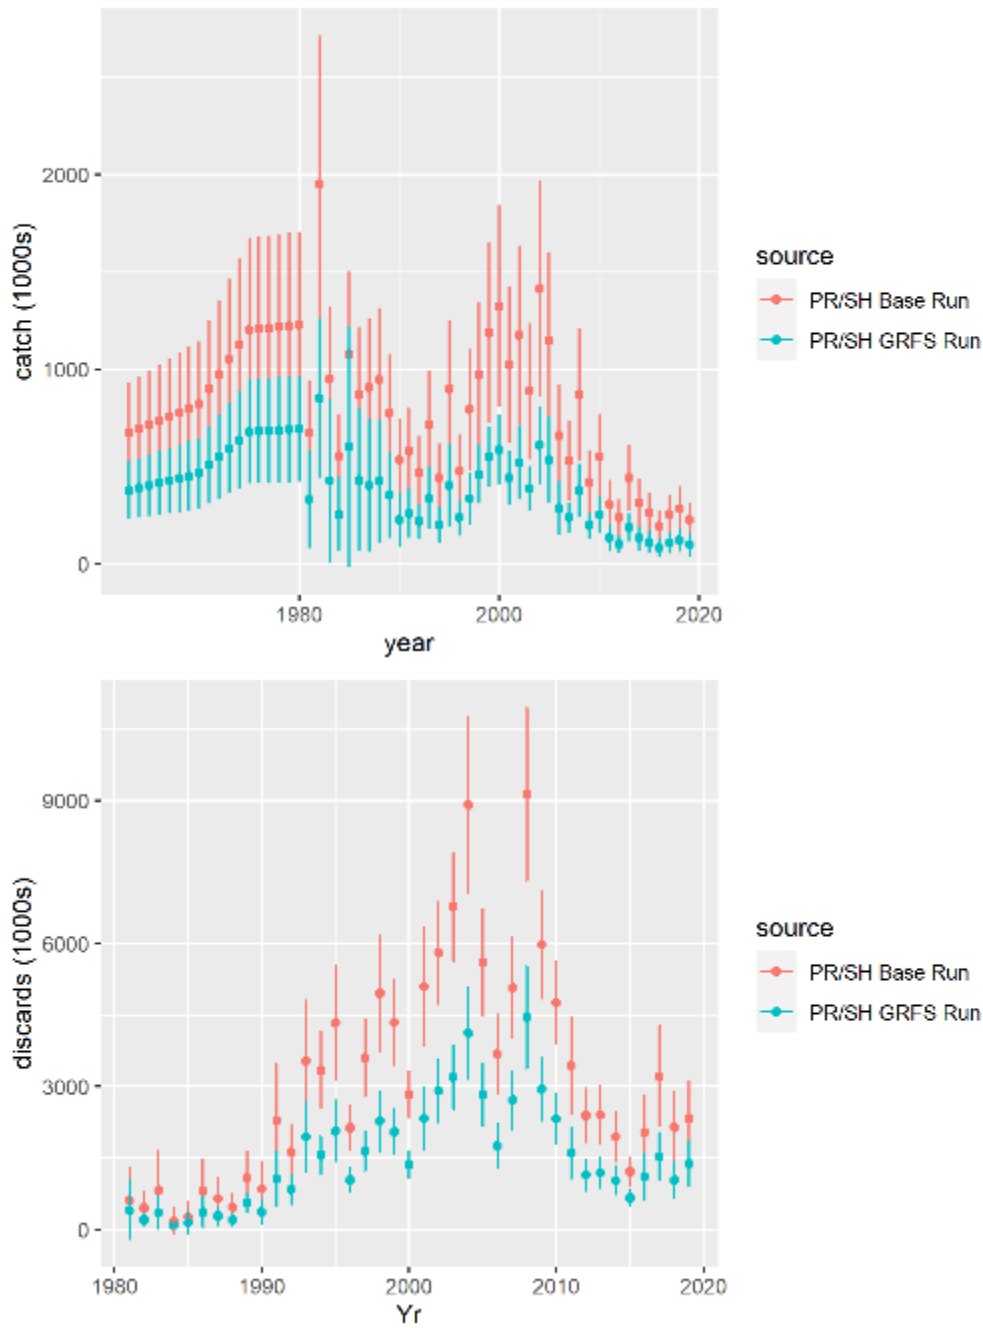 2000
1000
0
catch (1000s)
1980
2000
2020
year
source
PR/SH Base Run
PR/SH GRFS Run
9000
6000
3000
0
discards (1000s)
1980
1990
2000
2010
2020
Yr
source
PR/SH Base Run
PR/SH GRFS Run